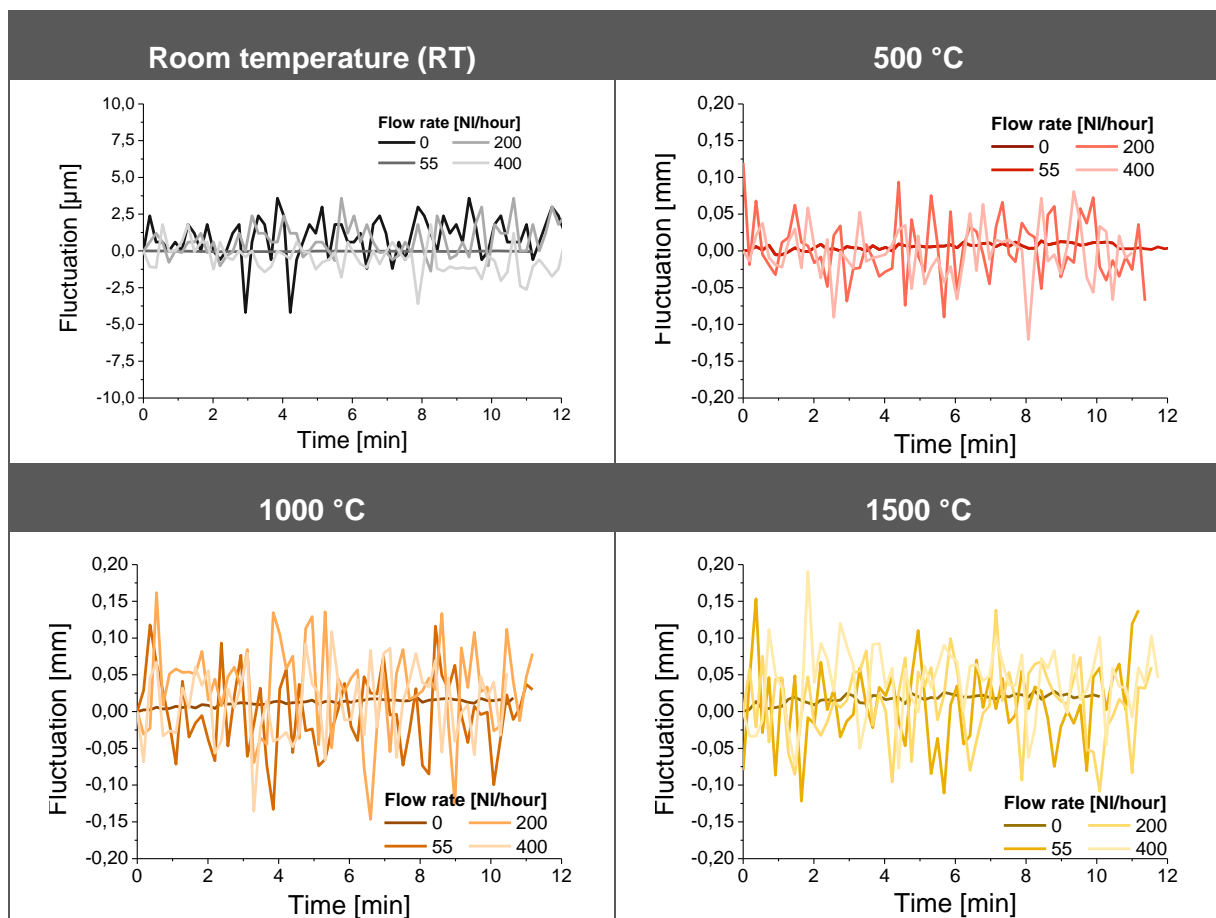 Room temperature (RT)
500 °C
10,0
7,5
5,0
2,5
0,0
-2,5
-5,0
-7,5
-10,0
Fluctuation [µm]
Flow rate [Nl/hour]
0 200
55 400
0 2 4 6 8 10 12
Time [min]
0,20
0,15
0,10
0,05
0,00
-0,05
-0,10
-0,15
-0,20
Fluctuation [mm]
Flow rate [Nl/hour]
0 200
55 400
0 2 4 6 8 10 12
Time [min]
1000 °C
1500 °C
0,20
0,15
0,10
0,05
0,00
-0,05
-0,10
-0,15
-0,20
Fluctuation [mm]
Flow rate [Nl/hour]
0 200
55 400
0 2 4 6 8 10 12
Time [min]
0,20
0,15
0,10
0,05
0,00
-0,05
-0,10
-0,15
-0,20
Fluctuation [mm]
Flow rate [Nl/hour]
0 200
55 400
0 2 4 6 8 10 12
Time [min]